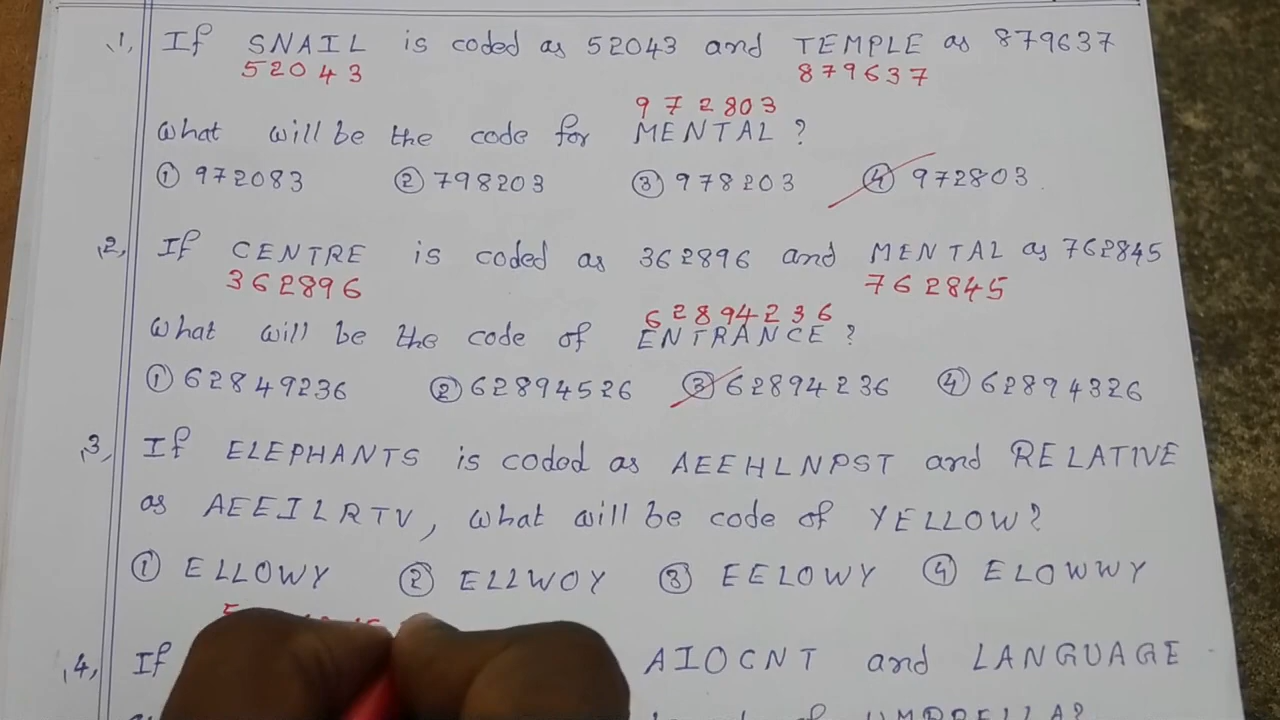 1, If SNAIL is coded as 52043 and TEMPLE as 879637
52043 879637
972803
What will be the code for MENTAL?
① 972083 ② 798203 ③ 978203 ④ 972803
2, If CENTRE is coded as 362896 and MENTAL as 762845
362896 762845
62894236
What will be the code of ENTRANCE?
① 62849236 ② 62894526 ③ 62894236 ④ 62894326
3, If ELEPHANTS is coded as AEEHLNPST and RELATIVE
as AEEILRTV, What will be code of YELLOW?
① ELLOWY ② ELLWOY ③ EELOWY ④ ELOWWY
4, If AIOCNT and LANGUAGE
of UMBRELLA?